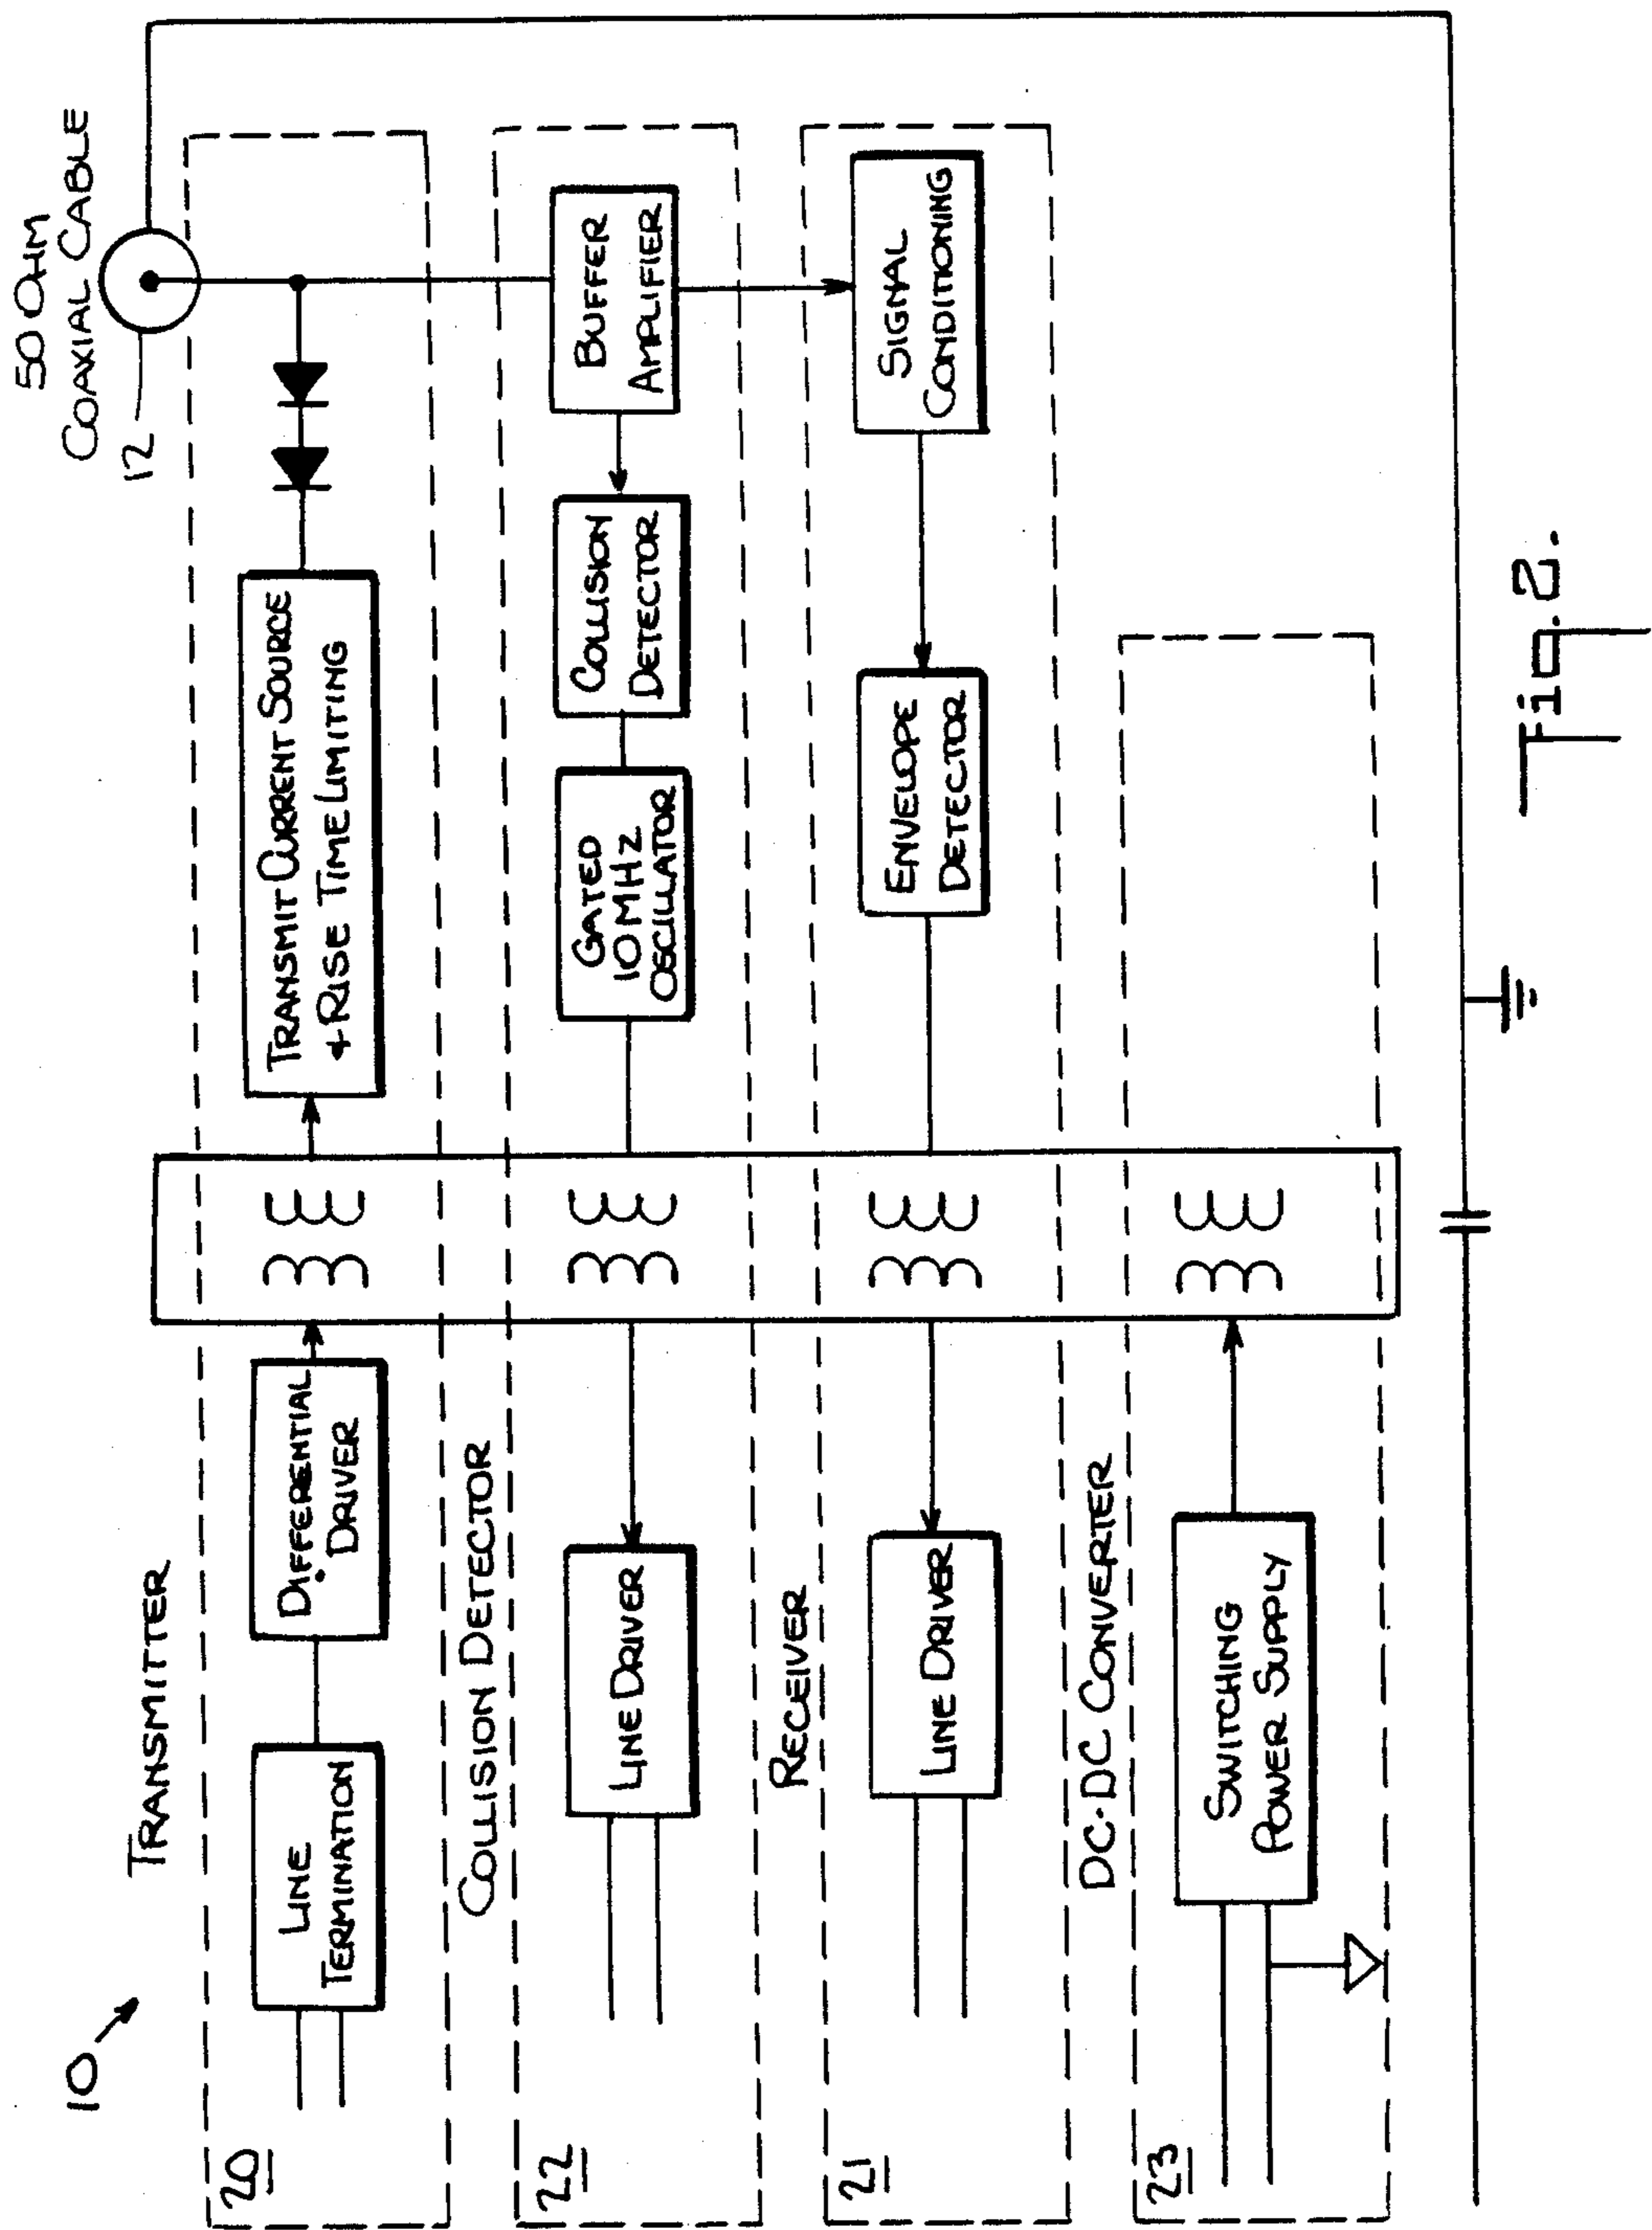 10
TRANSMITTER
50 OHM
COAXIAL CABLE
12
20
LINE
TERMINATION
DIFFERENTIAL
DRIVER
TRANSMIT CURRENT SOURCE
& RISE TIME LIMITING
COLLISION DETECTOR
22
LINE DRIVER
GATED
10 MHZ
OSCILLATOR
COLLISION
DETECTOR
BUFFER
AMPLIFIER
RECEIVER
21
LINE DRIVER
ENVELOPE
DETECTOR
SIGNAL
CONDITIONING
DC-DC CONVERTER
23
SWITCHING
POWER SUPPLY
Fig. 2.